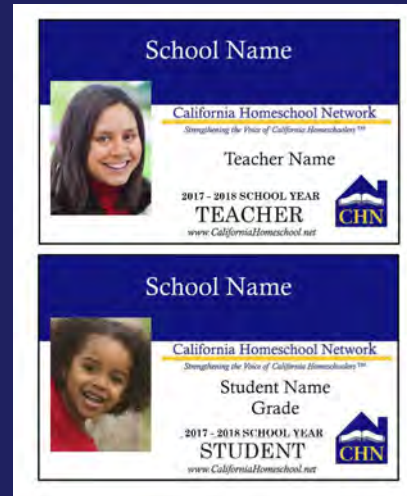 School Name
California Homeschool Network
Strengthening the Voice of California Homeschoolers™
Teacher Name
2017 - 2018 SCHOOL YEAR
TEACHER
www.CaliforniaHomeschool.net
CHN
School Name
California Homeschool Network
Strengthening the Voice of California Homeschoolers™
Student Name
Grade
2017 - 2018 SCHOOL YEAR
STUDENT
www.CaliforniaHomeschool.net
CHN